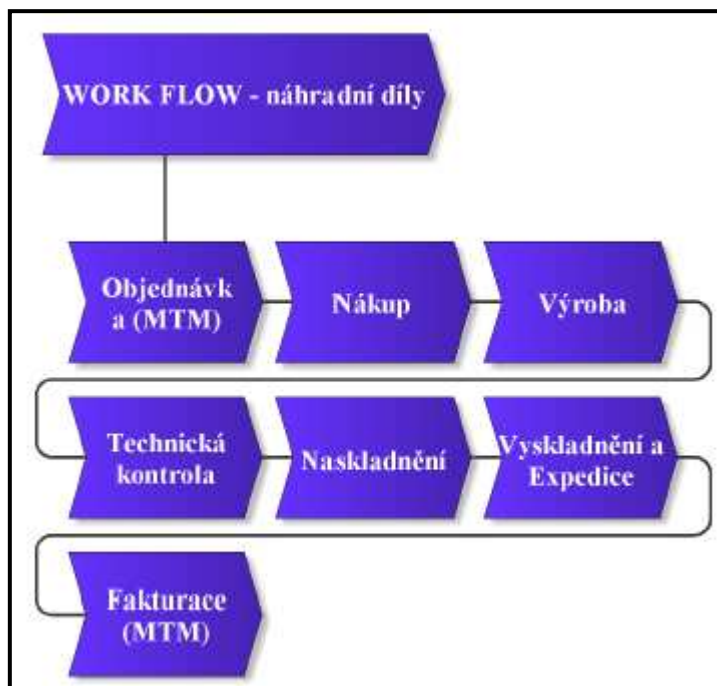 WORK FLOW - náhradní díly
Objednávk
a (MTM)
Nákup
Výroba
Technická
kontrola
Naskladnění
Vyskladnění a
Expedice
Fakturace
(MTM)